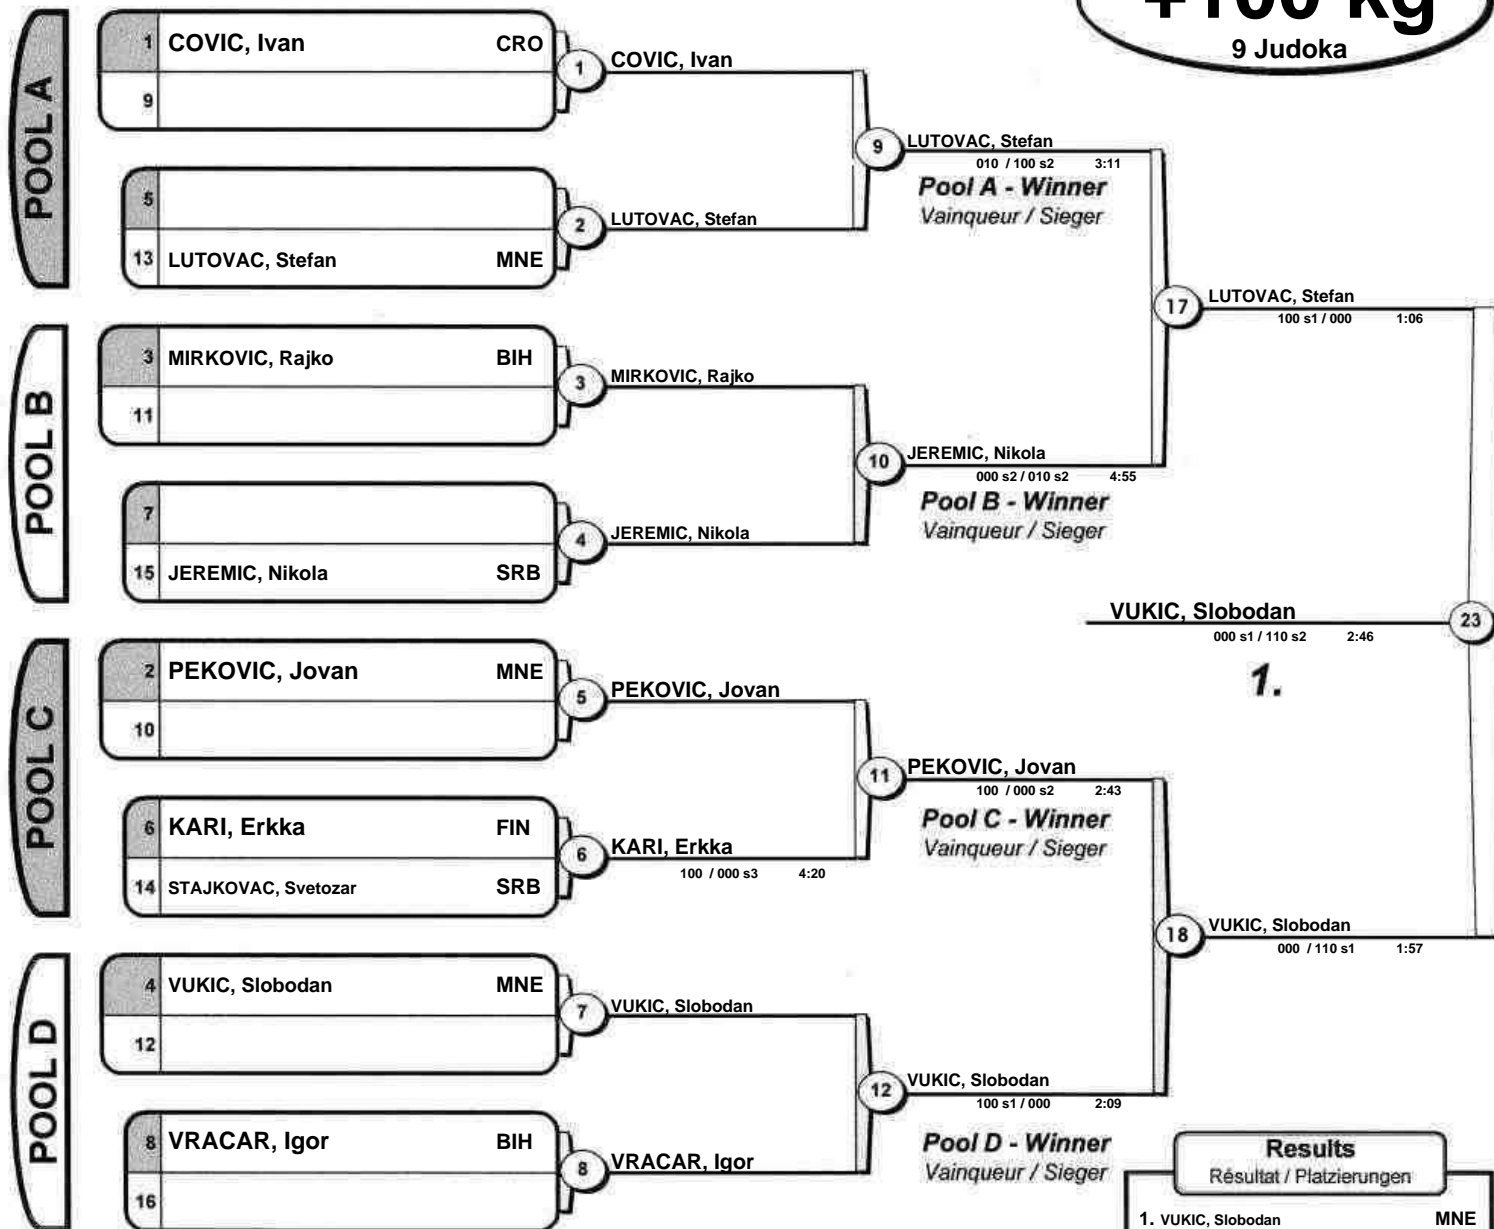 +100 kg
9 Judoka
POOL A
1 COVIC, Ivan CRO
9
1 COVIC, Ivan
5
13 LUTOVAC, Stefan MNE
2 LUTOVAC, Stefan
9 LUTOVAC, Stefan
010 / 100 s2 3:11
Pool A - Winner
Vainqueur / Sieger
POOL B
3 MIRKOVIC, Rajko BIH
11
3 MIRKOVIC, Rajko
7
15 JEREMIC, Nikola SRB
4 JEREMIC, Nikola
10 JEREMIC, Nikola
000 s2 / 010 s2 4:55
Pool B - Winner
Vainqueur / Sieger
17 LUTOVAC, Stefan
100 s1 / 000 1:06
VUKIC, Slobodan 23
000 s1 / 110 s2 2:46
1.
POOL C
2 PEKOVIC, Jovan MNE
10
5 PEKOVIC, Jovan
6 KARI, Erkka FIN
14 STAJKOVAC, Svetozar SRB
6 KARI, Erkka
100 / 000 s3 4:20
11 PEKOVIC, Jovan
100 / 000 s2 2:43
Pool C - Winner
Vainqueur / Sieger
POOL D
4 VUKIC, Slobodan MNE
12
7 VUKIC, Slobodan
8 VRACAR, Igor BIH
16
8 VRACAR, Igor
12 VUKIC, Slobodan
100 s1 / 000 2:09
Pool D - Winner
Vainqueur / Sieger
18 VUKIC, Slobodan
000 / 110 s1 1:57
Results
Résultat / Platzierungen
1. VUKIC, Slobodan MNE